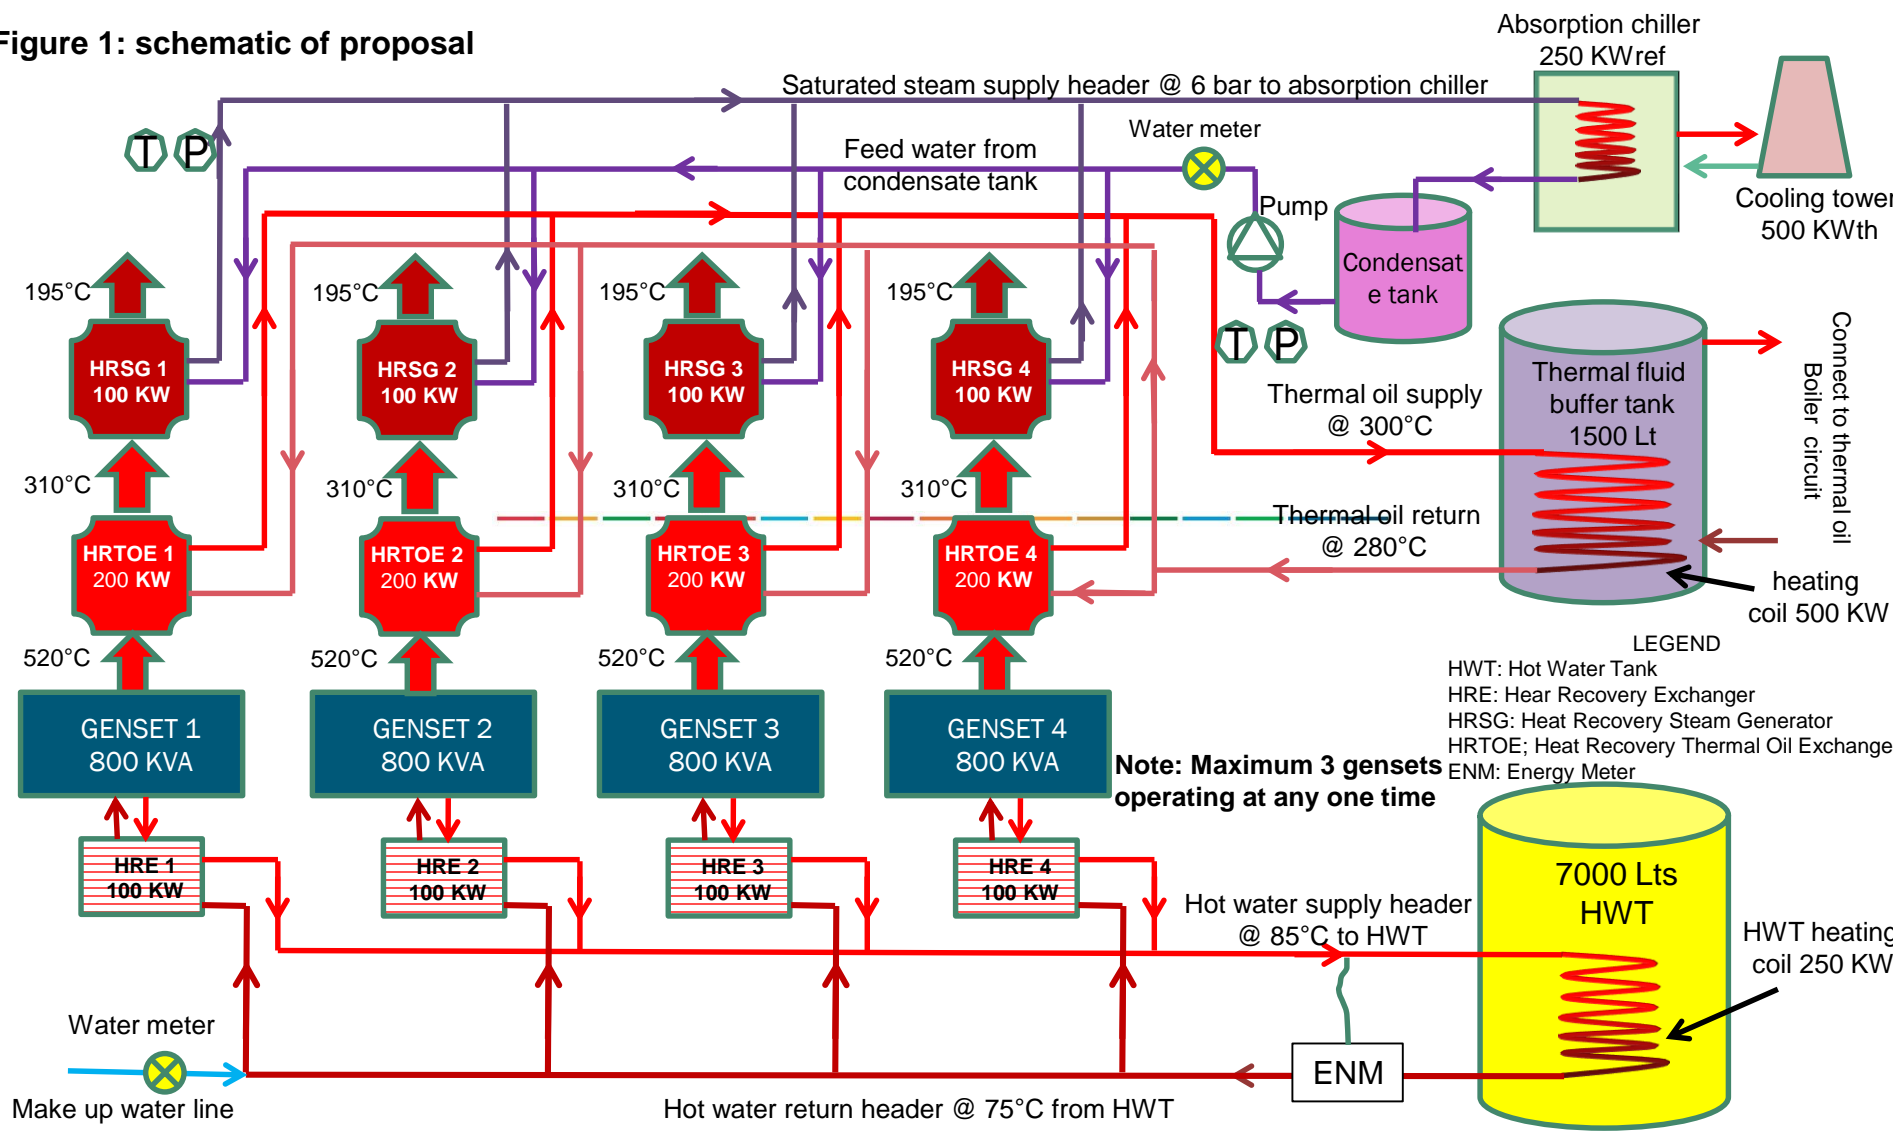 Figure 1: schematic of proposal
Absorption chiller
250 KWref
Saturated steam supply header @ 6 bar to absorption chiller
Water meter
T P
Feed water from
condensate tank
Pump
Cooling tower
500 KWth
Condensat
e tank
195°C
195°C
195°C
195°C
T P
HRSG 1
100 KW
HRSG 2
100 KW
HRSG 3
100 KW
HRSG 4
100 KW
Thermal fluid
buffer tank
1500 Lt
Connect to thermal oil
Boiler circuit
Thermal oil supply
@ 300°C
310°C
310°C
310°C
310°C
Thermal oil return
@ 280°C
HRTOE 1
200 KW
HRTOE 2
200 KW
HRTOE 3
200 KW
HRTOE 4
200 KW
heating
coil 500 KW
520°C
520°C
520°C
520°C
LEGEND
HWT: Hot Water Tank
HRE: Hear Recovery Exchanger
HRSG: Heat Recovery Steam Generator
HRTOE; Heat Recovery Thermal Oil Exchange
ENM: Energy Meter
GENSET 1
800 KVA
GENSET 2
800 KVA
GENSET 3
800 KVA
GENSET 4
800 KVA
Note: Maximum 3 gensets
operating at any one time
HRE 1
100 KW
HRE 2
100 KW
HRE 3
100 KW
HRE 4
100 KW
7000 Lts
HWT
Hot water supply header
@ 85°C to HWT
HWT heating
coil 250 KW
Water meter
ENM
Make up water line
Hot water return header @ 75°C from HWT